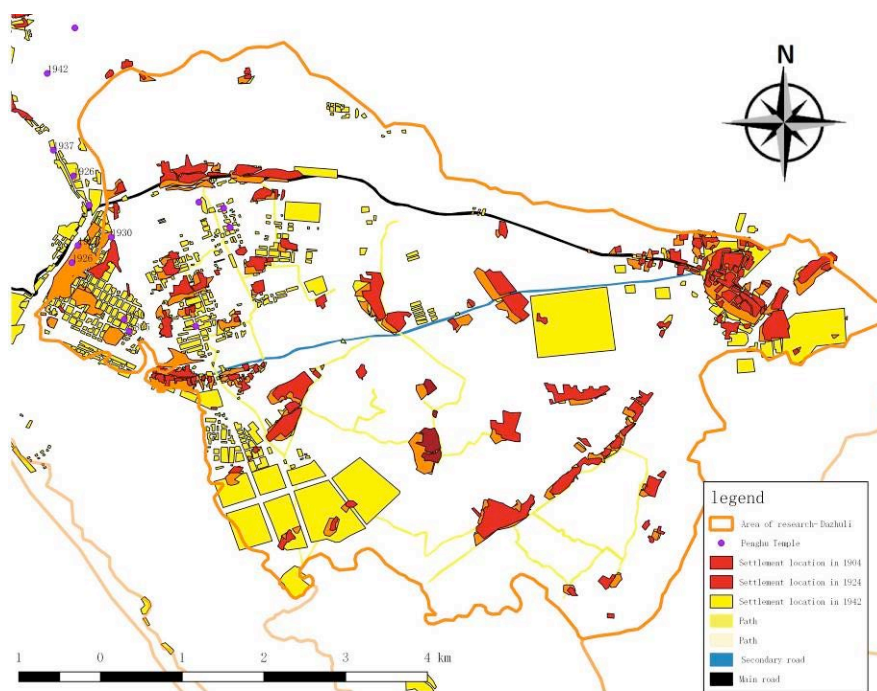 N
1942
1937
1926
1930
1926
legend
Area of research-Dazhuli
Penghu Temple
Settlement location in 1904
Settlement location in 1924
Settlement location in 1942
Path
Path
Secondary road
Main road
1 0 1 2 3 4 km